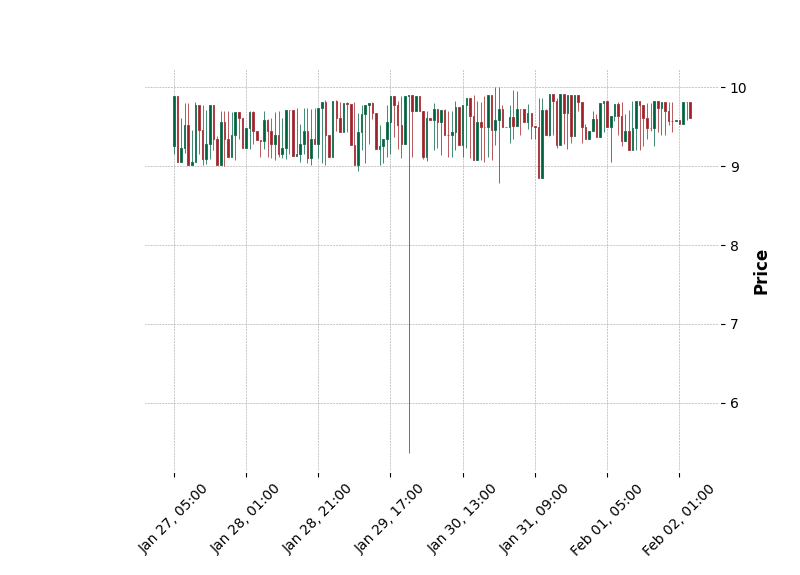 10
9
8
7
6
Price
Jan 27, 05:00
Jan 28, 01:00
Jan 28, 21:00
Jan 29, 17:00
Jan 30, 13:00
Jan 31, 09:00
Feb 01, 05:00
Feb 02, 01:00